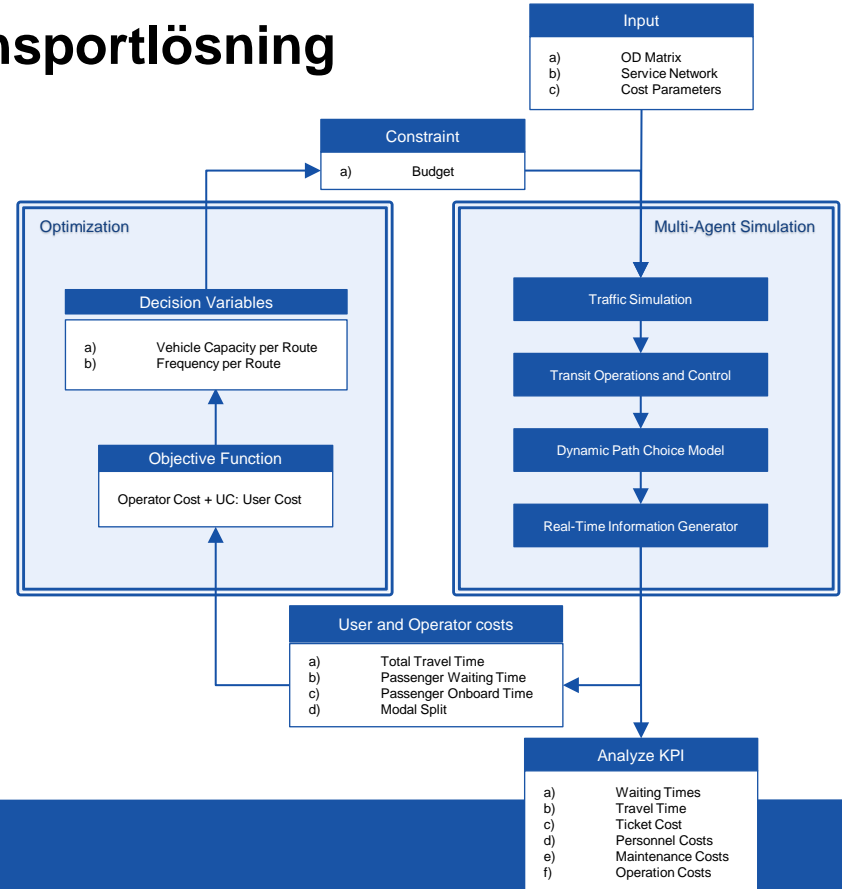 nsportlösning
Input
a) OD Matrix
b) Service Network
c) Cost Parameters
Constraint
a) Budget
Optimization
Decision Variables
a) Vehicle Capacity per Route
b) Frequency per Route
Objective Function
Operator Cost + UC: User Cost
Multi-Agent Simulation
Traffic Simulation
Transit Operations and Control
Dynamic Path Choice Model
Real-Time Information Generator
User and Operator costs
a) Total Travel Time
b) Passenger Waiting Time
c) Passenger Onboard Time
d) Modal Split
Analyze KPI
a) Waiting Times
b) Travel Time
c) Ticket Cost
d) Personnel Costs
e) Maintenance Costs
f) Operation Costs